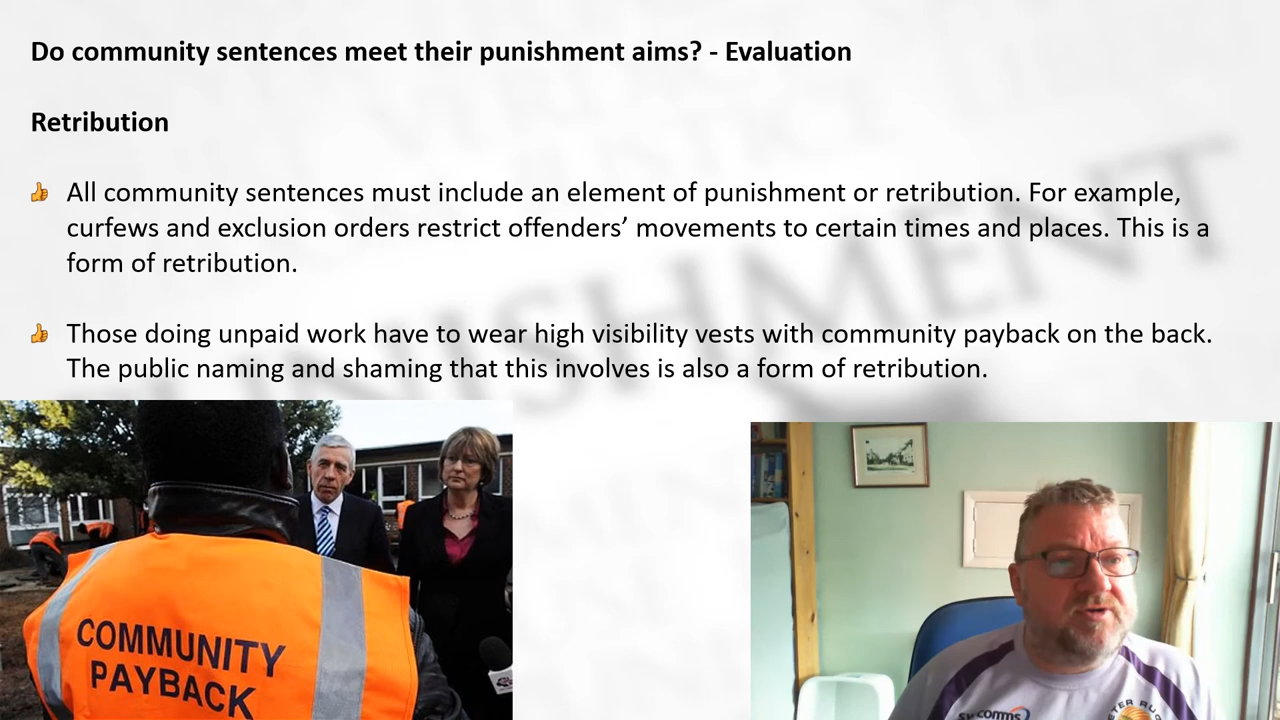 Do community sentences meet their punishment aims? - Evaluation
Retribution
All community sentences must include an element of punishment or retribution. For example,
curfews and exclusion orders restrict offenders’ movements to certain times and places. This is a
form of retribution.
Those doing unpaid work have to wear high visibility vests with community payback on the back.
The public naming and shaming that this involves is also a form of retribution.
COMMUNITY
PAYBACK